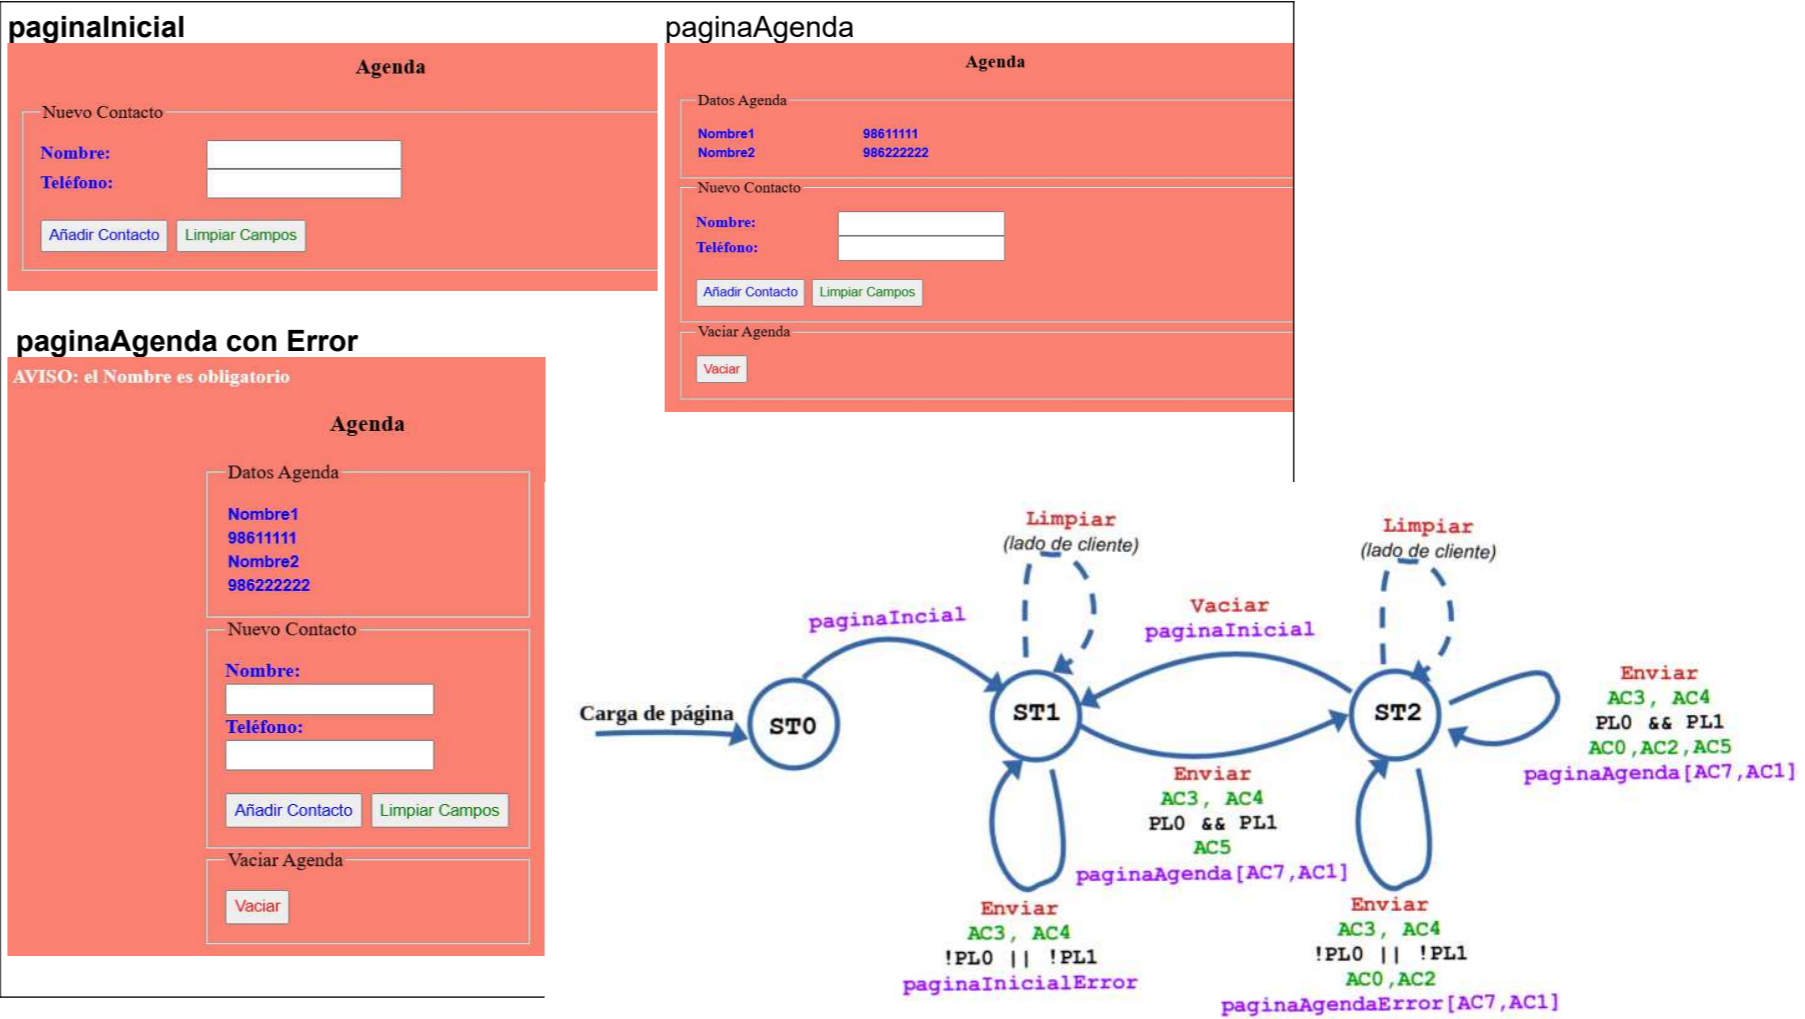 paginaInicial
Agenda
Nuevo Contacto
Nombre:
Teléfono:
Añadir Contacto
Limpiar Campos
paginaAgenda
Agenda
Datos Agenda
Nombre1 98611111
Nombre2 986222222
Nuevo Contacto
Nombre:
Teléfono:
Añadir Contacto
Limpiar Campos
Vaciar Agenda
Vaciar
paginaAgenda con Error
AVISO: el Nombre es obligatorio
Agenda
Datos Agenda
Nombre1
98611111
Nombre2
986222222
Nuevo Contacto
Nombre:
Teléfono:
Añadir Contacto
Limpiar Campos
Vaciar Agenda
Vaciar
Carga de página
ST0
paginaIncial
Limpiar
(lado de cliente)
ST1
Vaciar
paginaInicial
Limpiar
(lado de cliente)
ST2
Enviar
AC3, AC4
PL0 && PL1
AC0,AC2,AC5
paginaAgenda[AC7,AC1]
Enviar
AC3, AC4
PL0 && PL1
AC5
paginaAgenda[AC7,AC1]
Enviar
AC3, AC4
!PL0 || !PL1
paginaInicialError
Enviar
AC3, AC4
!PL0 || !PL1
AC0,AC2
paginaAgendaError[AC7,AC1]